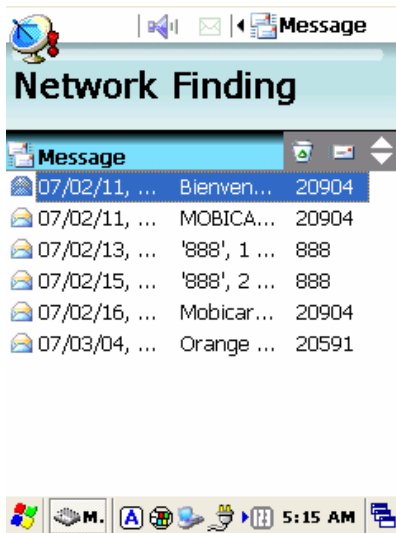 Message
Network Finding
Message
07/02/11, ... Bienven... 20904
07/02/11, ... MOBICA... 20904
07/02/13, ... '888', 1 ... 888
07/02/15, ... '888', 2 ... 888
07/02/16, ... Mobicar... 20904
07/03/04, ... Orange ... 20591
M. A 5:15 AM